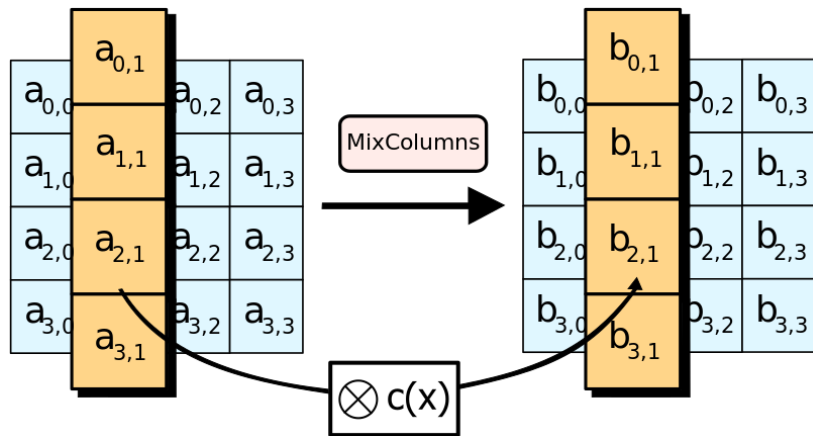 a0,0 a0,1 a0,2 a0,3
a1,0 a1,1 a1,2 a1,3
a2,0 a2,1 a2,2 a2,3
a3,0 a3,1 a3,2 a3,3
MixColumns
b0,0 b0,1 b0,2 b0,3
b1,0 b1,1 b1,2 b1,3
b2,0 b2,1 b2,2 b2,3
b3,0 b3,1 b3,2 b3,3
⊗ c(x)